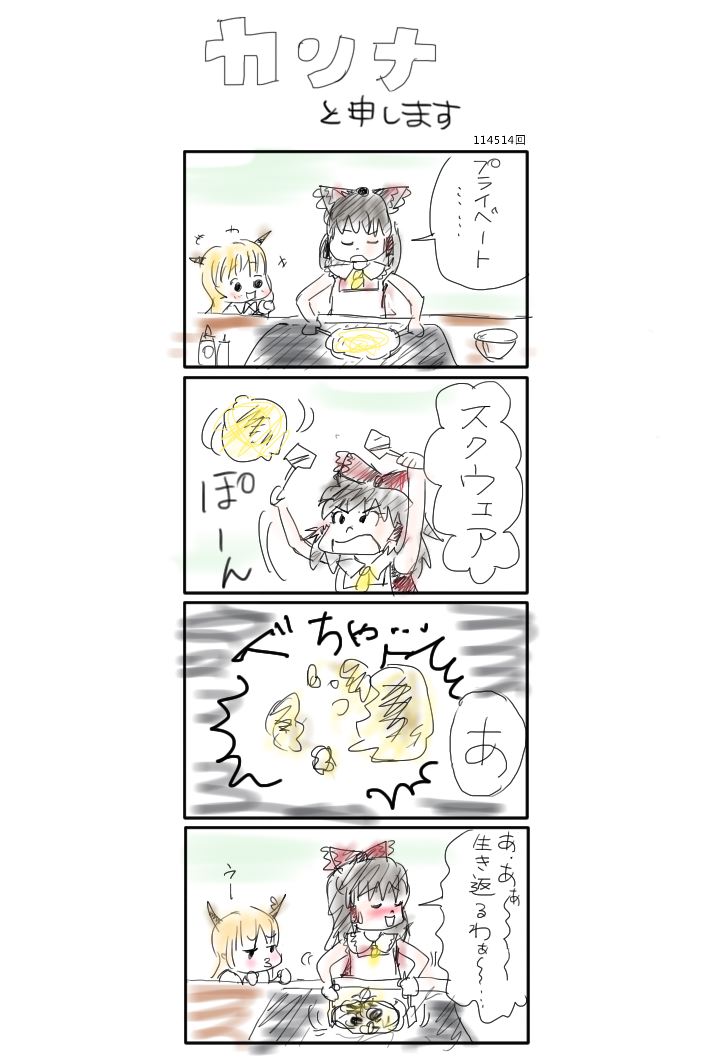 カンナ
と申します
114514回
プライベート
……
わ
スクウェア
ぽーん
べちゃ…
あ
あ、あぁ〜〜〜
生き返るわぁ〜〜…
うー